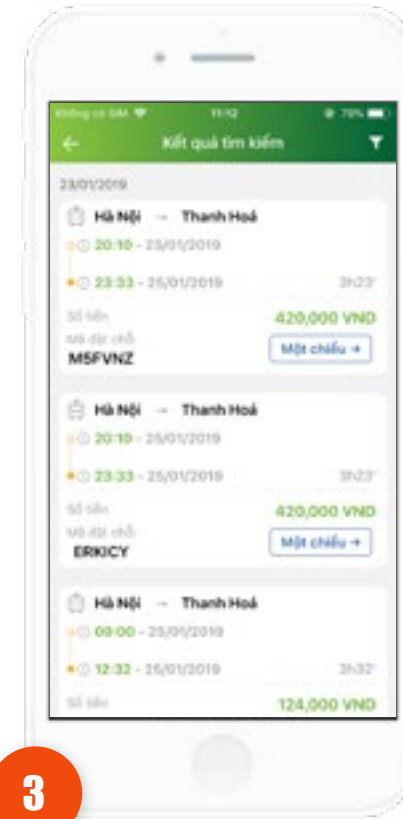 Không có SIM 11:12 70%
Kết quả tìm kiếm
23/01/2019
Hà Nội → Thanh Hoá
20:10 - 25/01/2019
23:33 - 25/01/2019 3h23'
Số tiền 420,000 VND
Mã đặt chỗ Một chiều →
M5FVNZ
Hà Nội → Thanh Hoá
20:10 - 25/01/2019
23:33 - 25/01/2019 3h23'
Số tiền 420,000 VND
Mã đặt chỗ Một chiều →
ERKICY
Hà Nội → Thanh Hoá
09:00 - 25/01/2019
12:32 - 25/01/2019 3h32'
Số tiền 124,000 VND
3